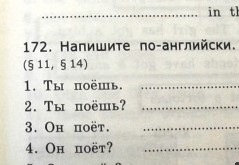 in th
172. Напишите по-английски.
(§ 11, § 14)
1. Ты поёшь.
2. Ты поёшь?
3. Он поёт.
4. Он поёт?